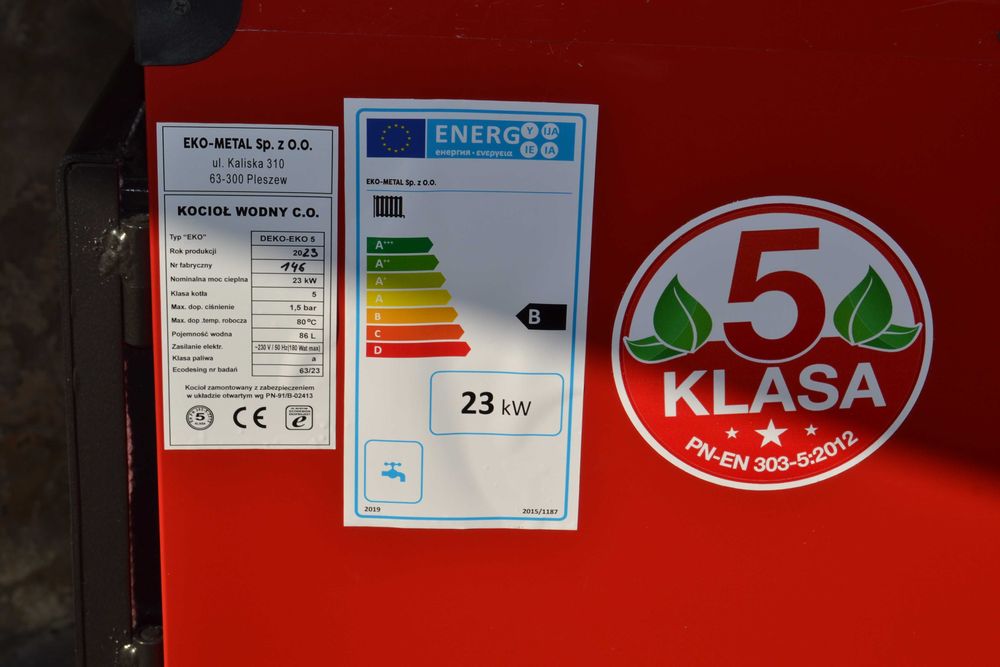 EKO-METAL Sp. z O.O.
ul. Kaliska 310
63-300 Pleszew
KOCIOŁ WODNY C.O.
Typ "EKO" DEKO-EKO 5
Rok produkcji 2023
Nr fabryczny 146
Nominalna moc cieplna 23 kW
Klasa kotła 5
Max. dop. ciśnienie 1,5 bar
Max. dop .temp. robocza 80°C
Pojemność wodna 86 L
Zasilanie elektr. ~230 V / 50 Hz(180 Wat max)
Klasa paliwa a
Ecodesing nr badań 63/23
Kocioł zamontowany z zabezpieczeniem
w układzie otwartym wg PN-91/B-02413
5
KLASA
CE
e
ENERG Y IJA
енергия · ενεργεια IE IA
EKO-METAL Sp. z O.O.
A+++
A++
A+
A
B
C
D
B
23 kW
2019
2015/1187
5
KLASA
PN-EN 303-5:2012